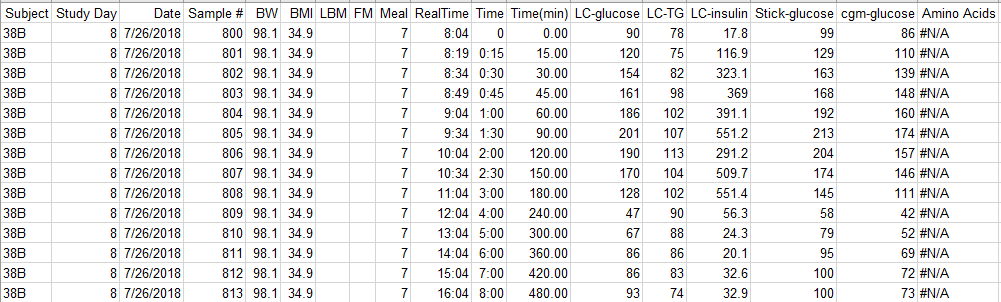 Subject Study Day Date Sample # BW BMI LBM FM Meal RealTime Time Time(min) LC-glucose LC-TG LC-insulin Stick-glucose cgm-glucose Amino Acids
38B 8 7/26/2018 800 98.1 34.9 7 8:04 0 0.00 90 78 17.8 99 86 #N/A
38B 8 7/26/2018 801 98.1 34.9 7 8:19 0:15 15.00 120 75 116.9 129 110 #N/A
38B 8 7/26/2018 802 98.1 34.9 7 8:34 0:30 30.00 154 82 323.1 163 139 #N/A
38B 8 7/26/2018 803 98.1 34.9 7 8:49 0:45 45.00 161 98 369 168 148 #N/A
38B 8 7/26/2018 804 98.1 34.9 7 9:04 1:00 60.00 186 102 391.1 192 160 #N/A
38B 8 7/26/2018 805 98.1 34.9 7 9:34 1:30 90.00 201 107 551.2 213 174 #N/A
38B 8 7/26/2018 806 98.1 34.9 7 10:04 2:00 120.00 190 113 291.2 204 157 #N/A
38B 8 7/26/2018 807 98.1 34.9 7 10:34 2:30 150.00 170 104 509.7 174 146 #N/A
38B 8 7/26/2018 808 98.1 34.9 7 11:04 3:00 180.00 128 102 551.4 145 111 #N/A
38B 8 7/26/2018 809 98.1 34.9 7 12:04 4:00 240.00 47 90 56.3 58 42 #N/A
38B 8 7/26/2018 810 98.1 34.9 7 13:04 5:00 300.00 67 88 24.3 79 52 #N/A
38B 8 7/26/2018 811 98.1 34.9 7 14:04 6:00 360.00 86 86 20.1 95 69 #N/A
38B 8 7/26/2018 812 98.1 34.9 7 15:04 7:00 420.00 86 83 32.6 100 72 #N/A
38B 8 7/26/2018 813 98.1 34.9 7 16:04 8:00 480.00 93 74 32.9 100 73 #N/A